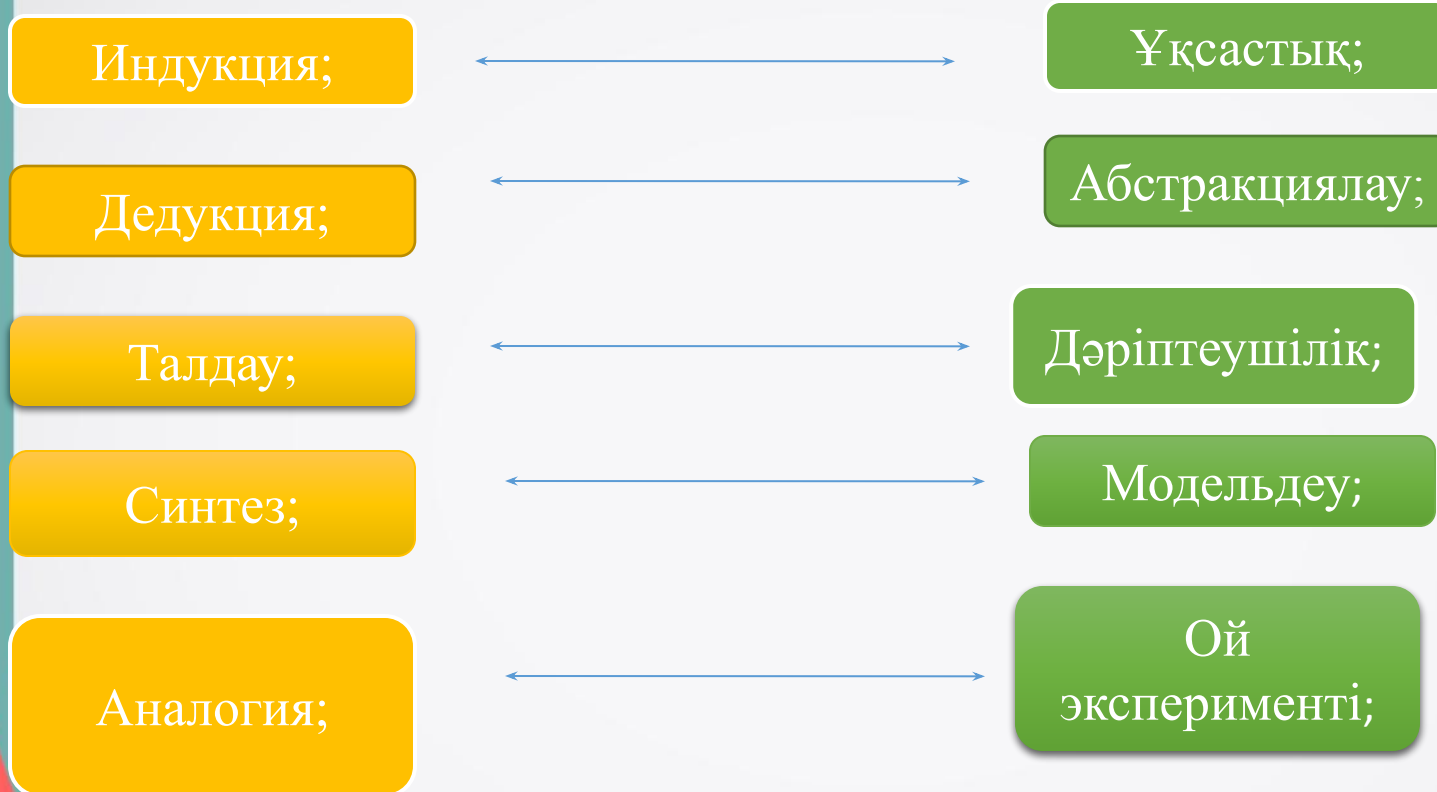 Индукция;
Ұқсастық;
Дедукция;
Абстракциялау;
Талдау;
Дәріптеушілік;
Синтез;
Модельдеу;
Аналогия;
Ой
эксперименті;